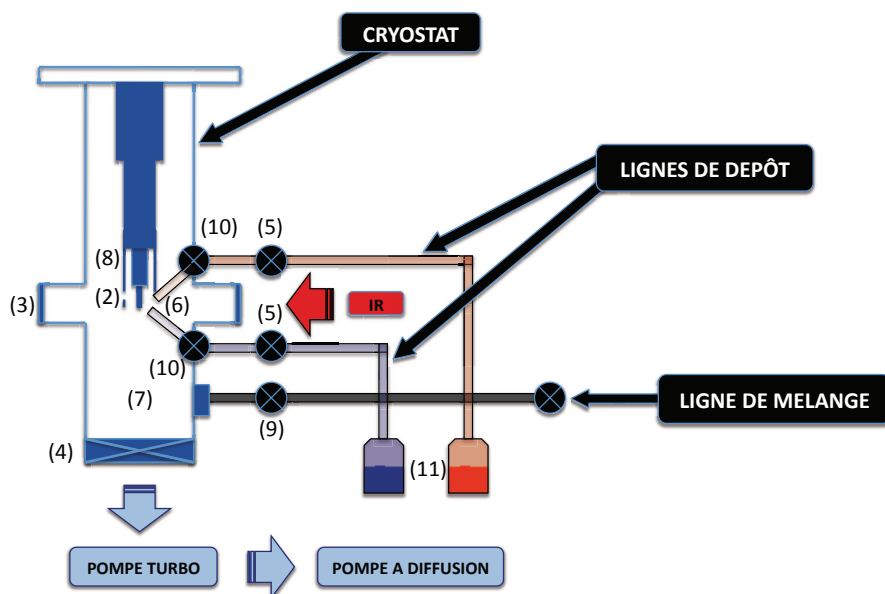 CRYOSTAT
LIGNES DE DEPÔT
(10)
(5)
(8)
(3)
(2)
(6)
IR
(5)
(10)
(7)
LIGNE DE MELANGE
(9)
(4)
(11)
POMPE TURBO
POMPE A DIFFUSION